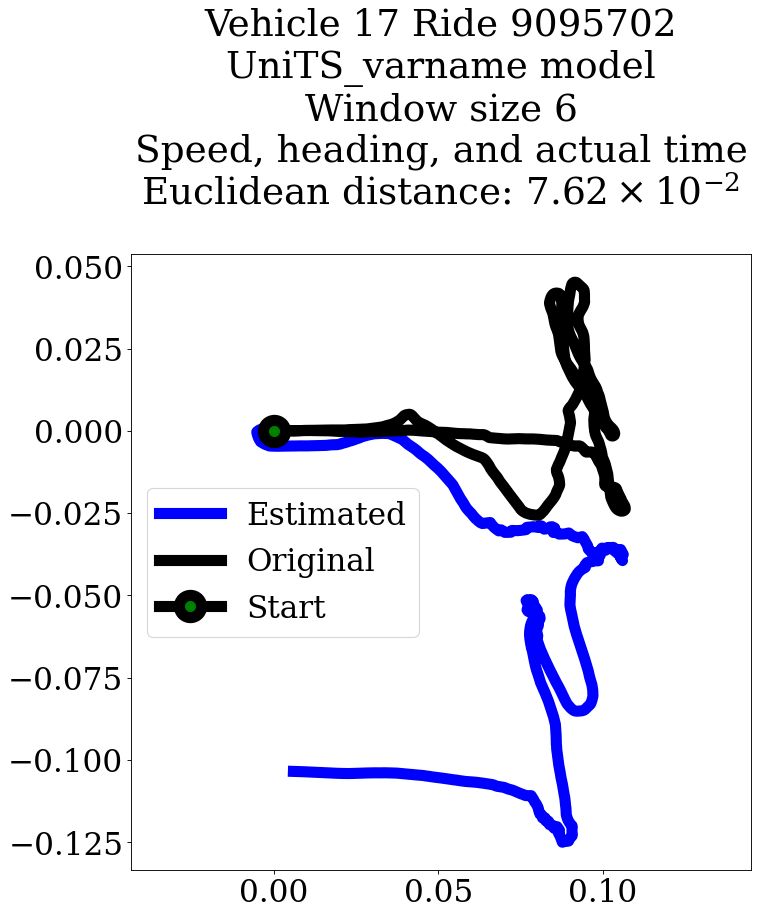 Vehicle 17 Ride 9095702
UniTS_varname model
Window size 6
Speed, heading, and actual time
Euclidean distance: 7.62 × 10⁻²
0.050
0.025
0.000
−0.025
−0.050
−0.075
−0.100
−0.125
Estimated
Original
Start
0.00 0.05 0.10